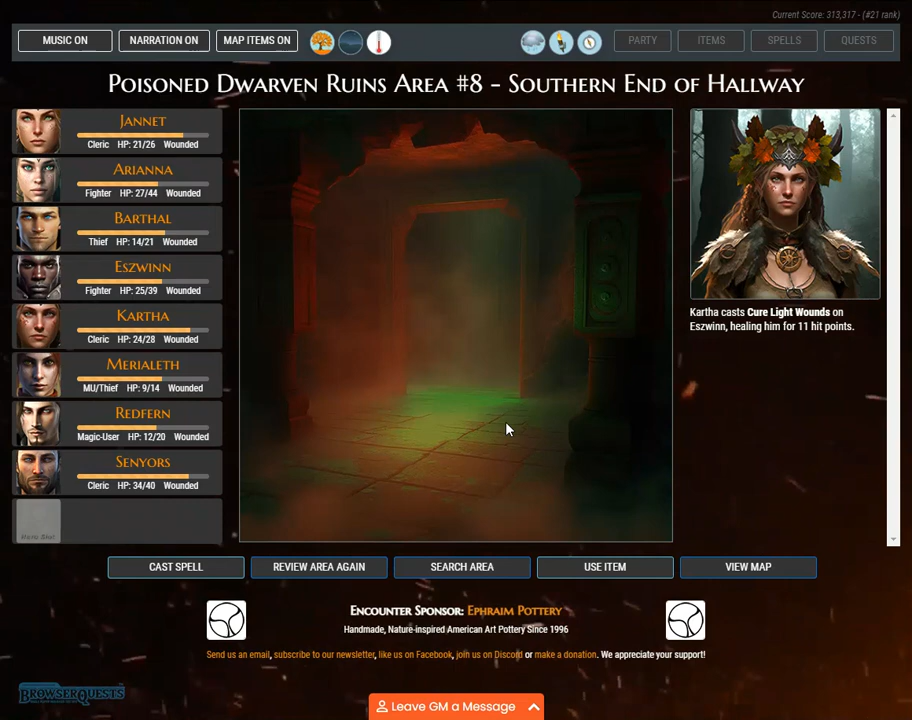 Current Score: 313,317 - (#21 rank)
MUSIC ON
NARRATION ON
MAP ITEMS ON
PARTY
ITEMS
SPELLS
QUESTS
Poisoned Dwarven Ruins Area #8 - Southern End of Hallway
Jannet
Cleric HP: 21/26 Wounded
Arianna
Fighter HP: 27/44 Wounded
Barthal
Thief HP: 14/21 Wounded
Eszwinn
Fighter HP: 25/39 Wounded
Kartha
Cleric HP: 24/28 Wounded
Merialeth
MU/Thief HP: 9/14 Wounded
Redfern
Magic-User HP: 12/20 Wounded
Senyors
Cleric HP: 34/40 Wounded
Kartha casts Cure Light Wounds on
Eszwinn, healing him for 11 hit points.
CAST SPELL
REVIEW AREA AGAIN
SEARCH AREA
USE ITEM
VIEW MAP
Encounter Sponsor: Ephraim Pottery
Handmade, Nature-inspired American Art Pottery Since 1996
Send us an email, subscribe to our newsletter, like us on Facebook, join us on Discord or make a donation. We appreciate your support!
BrowserQuests
Leave GM a Message